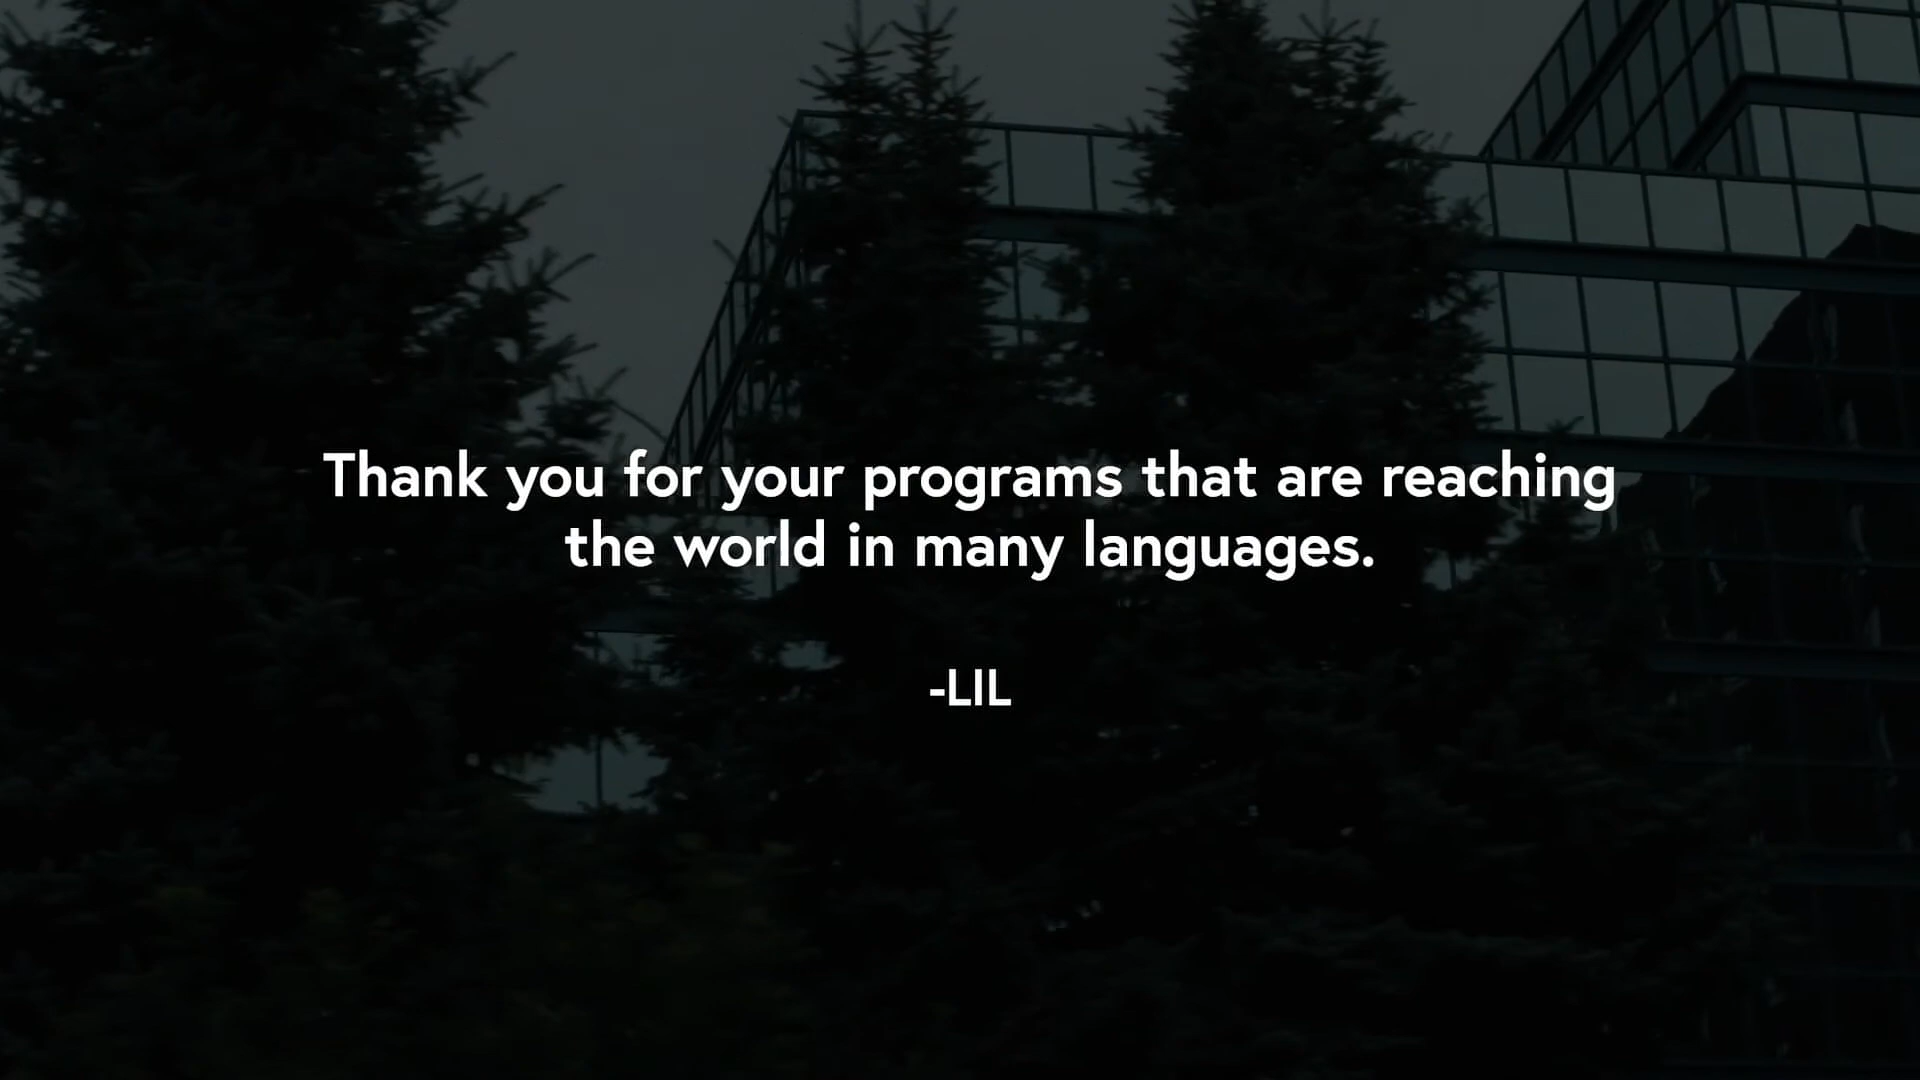 Thank you for your programs that are reaching
the world in many languages.
-LIL